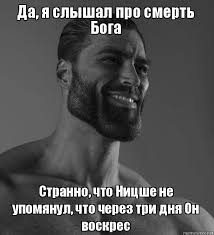 Да, я слышал про смерть
Бога
Странно, что Ницше не
упомянул, что через три дня Он
воскрес